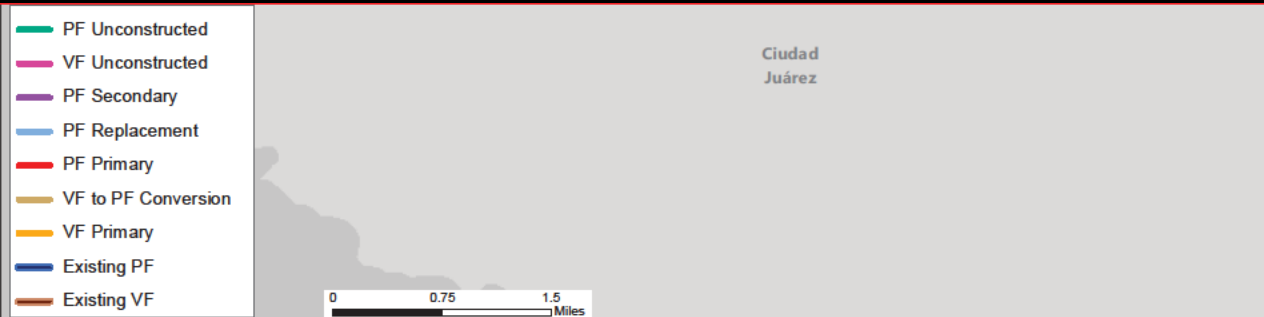 PF Unconstructed
VF Unconstructed
PF Secondary
PF Replacement
PF Primary
VF to PF Conversion
VF Primary
Existing PF
Existing VF
Ciudad
Juárez
0 0.75 1.5
Miles